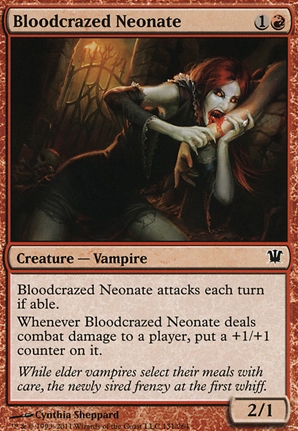 Bloodcrazed Neonate 1
Creature — Vampire
Bloodcrazed Neonate attacks each turn
if able.
Whenever Bloodcrazed Neonate deals
combat damage to a player, put a +1/+1
counter on it.
While elder vampires select their meals with
care, the newly sired frenzy at the first whiff.
Cynthia Sheppard
2/1